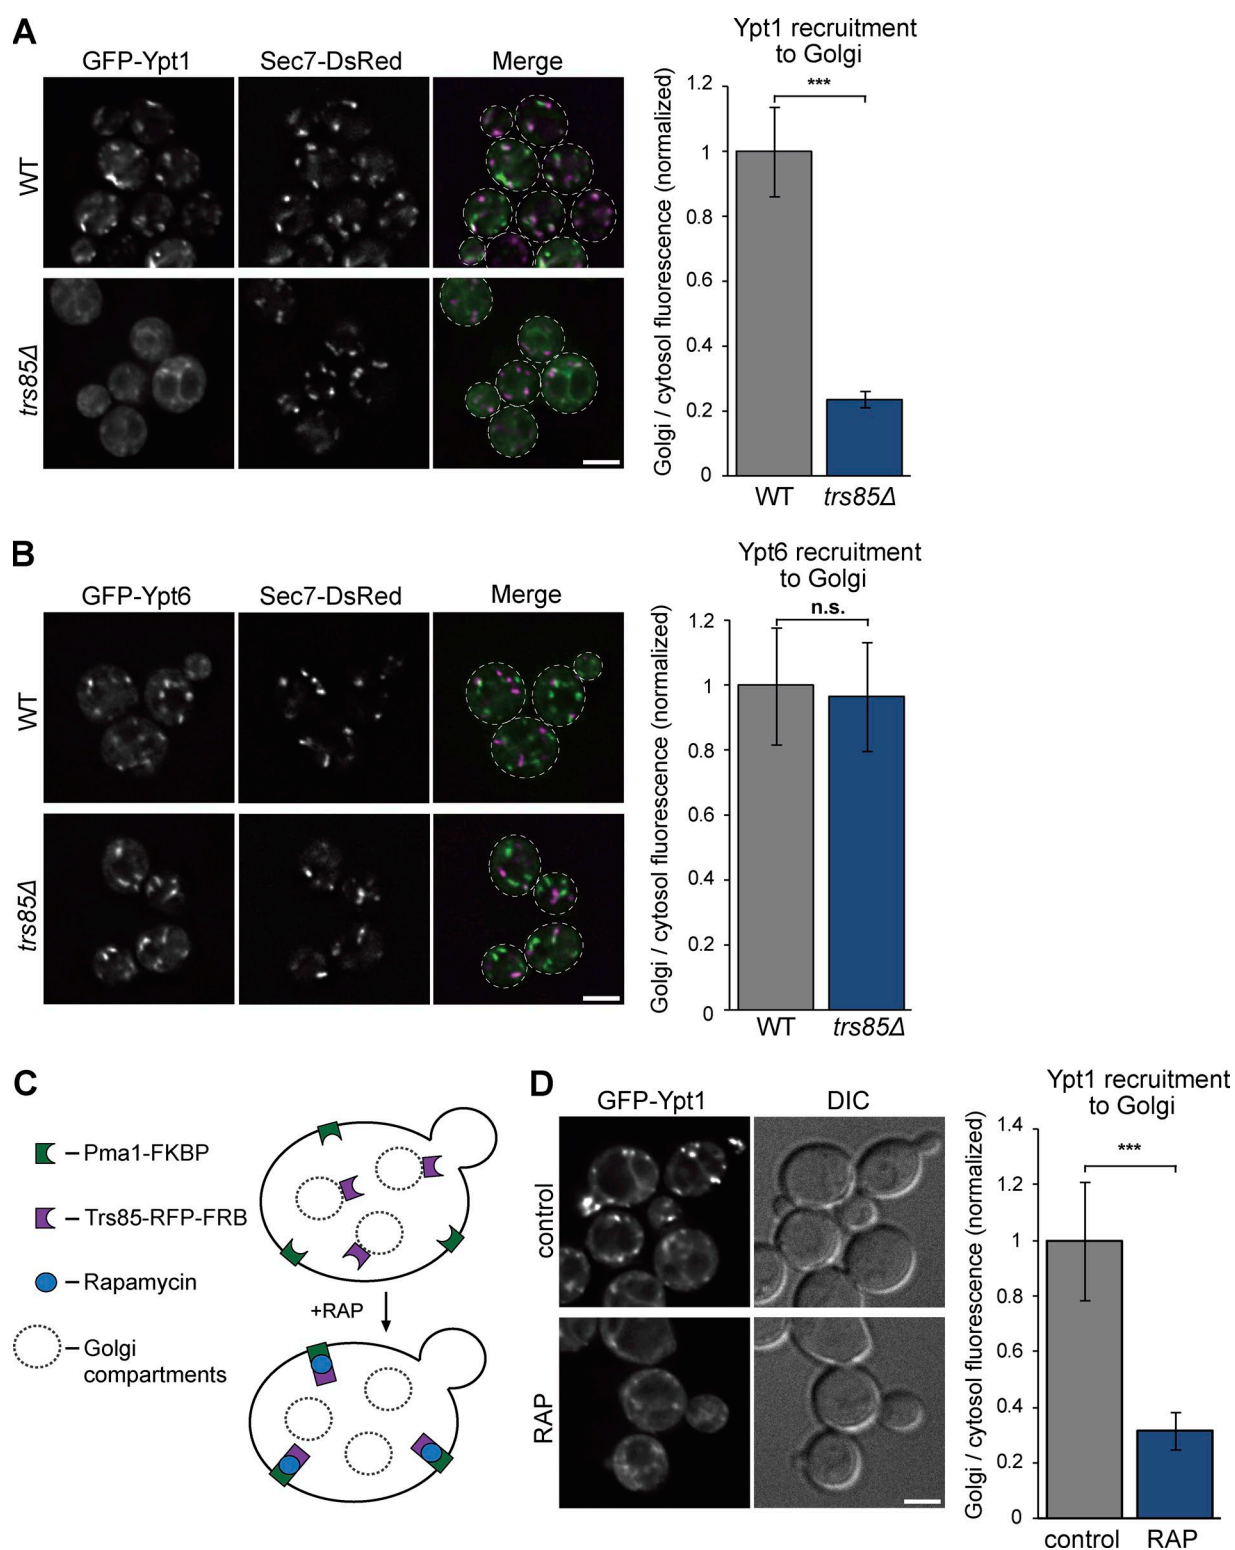 A
GFP-Ypt1
Sec7-DsRed
Merge
WT
trs85Δ
Ypt1 recruitment
to Golgi
***
Golgi / cytosol fluorescence (normalized)
1.2
1
0.8
0.6
0.4
0.2
0
WT
trs85Δ
B
GFP-Ypt6
Sec7-DsRed
Merge
WT
trs85Δ
Ypt6 recruitment
to Golgi
n.s.
Golgi / cytosol fluorescence (normalized)
1.2
1
0.8
0.6
0.4
0.2
0
WT
trs85Δ
C
– Pma1-FKBP
– Trs85-RFP-FRB
– Rapamycin
– Golgi
compartments
+RAP
D
GFP-Ypt1
DIC
control
RAP
Ypt1 recruitment
to Golgi
***
Golgi / cytosol fluorescence (normalized)
1.4
1.2
1
0.8
0.6
0.4
0.2
0
control
RAP